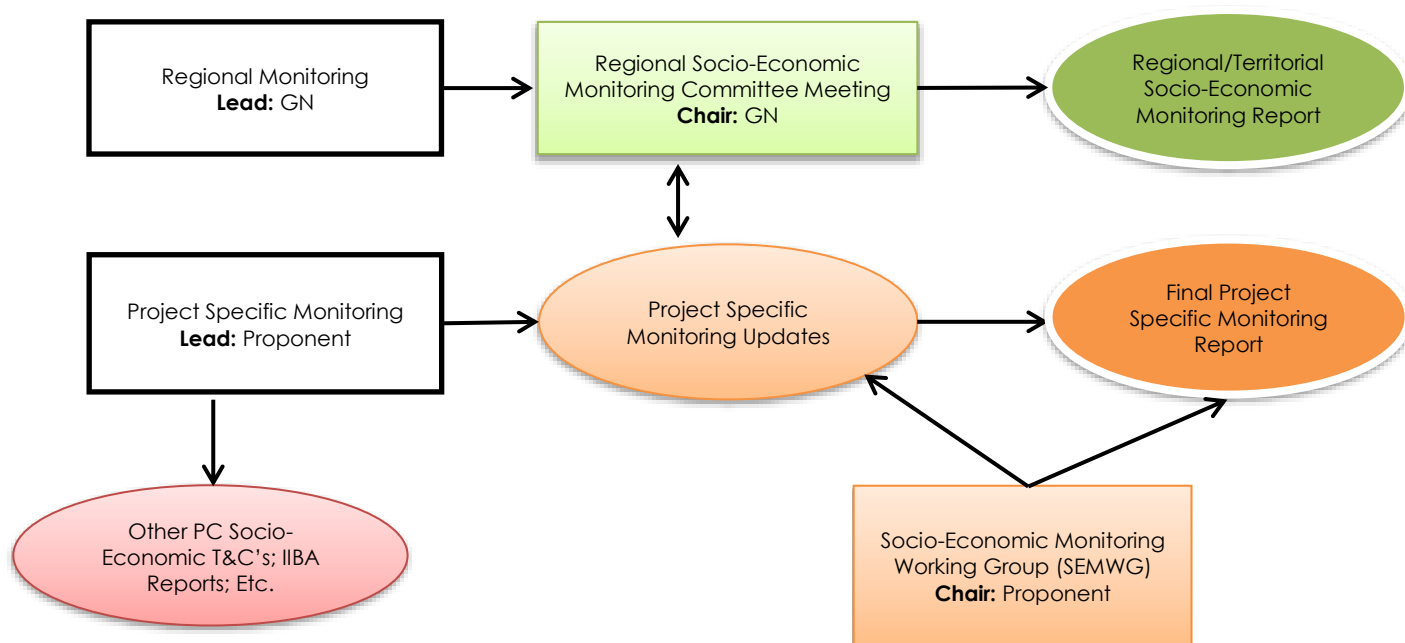 Regional Monitoring
Lead: GN
Regional Socio-Economic
Monitoring Committee Meeting
Chair: GN
Regional/Territorial
Socio-Economic
Monitoring Report
Project Specific Monitoring
Lead: Proponent
Project Specific
Monitoring Updates
Final Project
Specific Monitoring
Report
Other PC Socio-
Economic T&C's; IIBA
Reports; Etc.
Socio-Economic Monitoring
Working Group (SEMWG)
Chair: Proponent